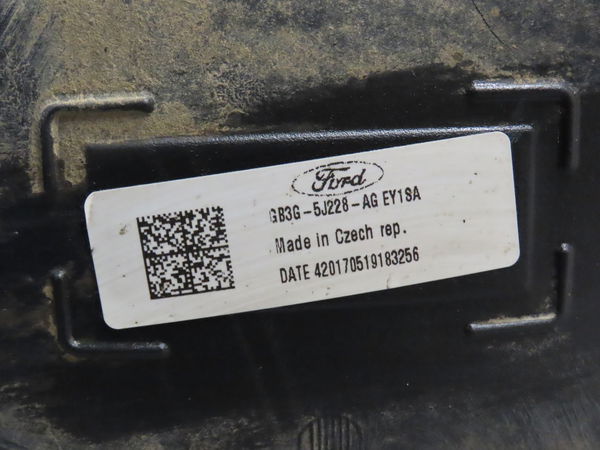 Ford
GB3G-5J228-AG EY1SA
Made in Czech rep.
DATE 420170519183256